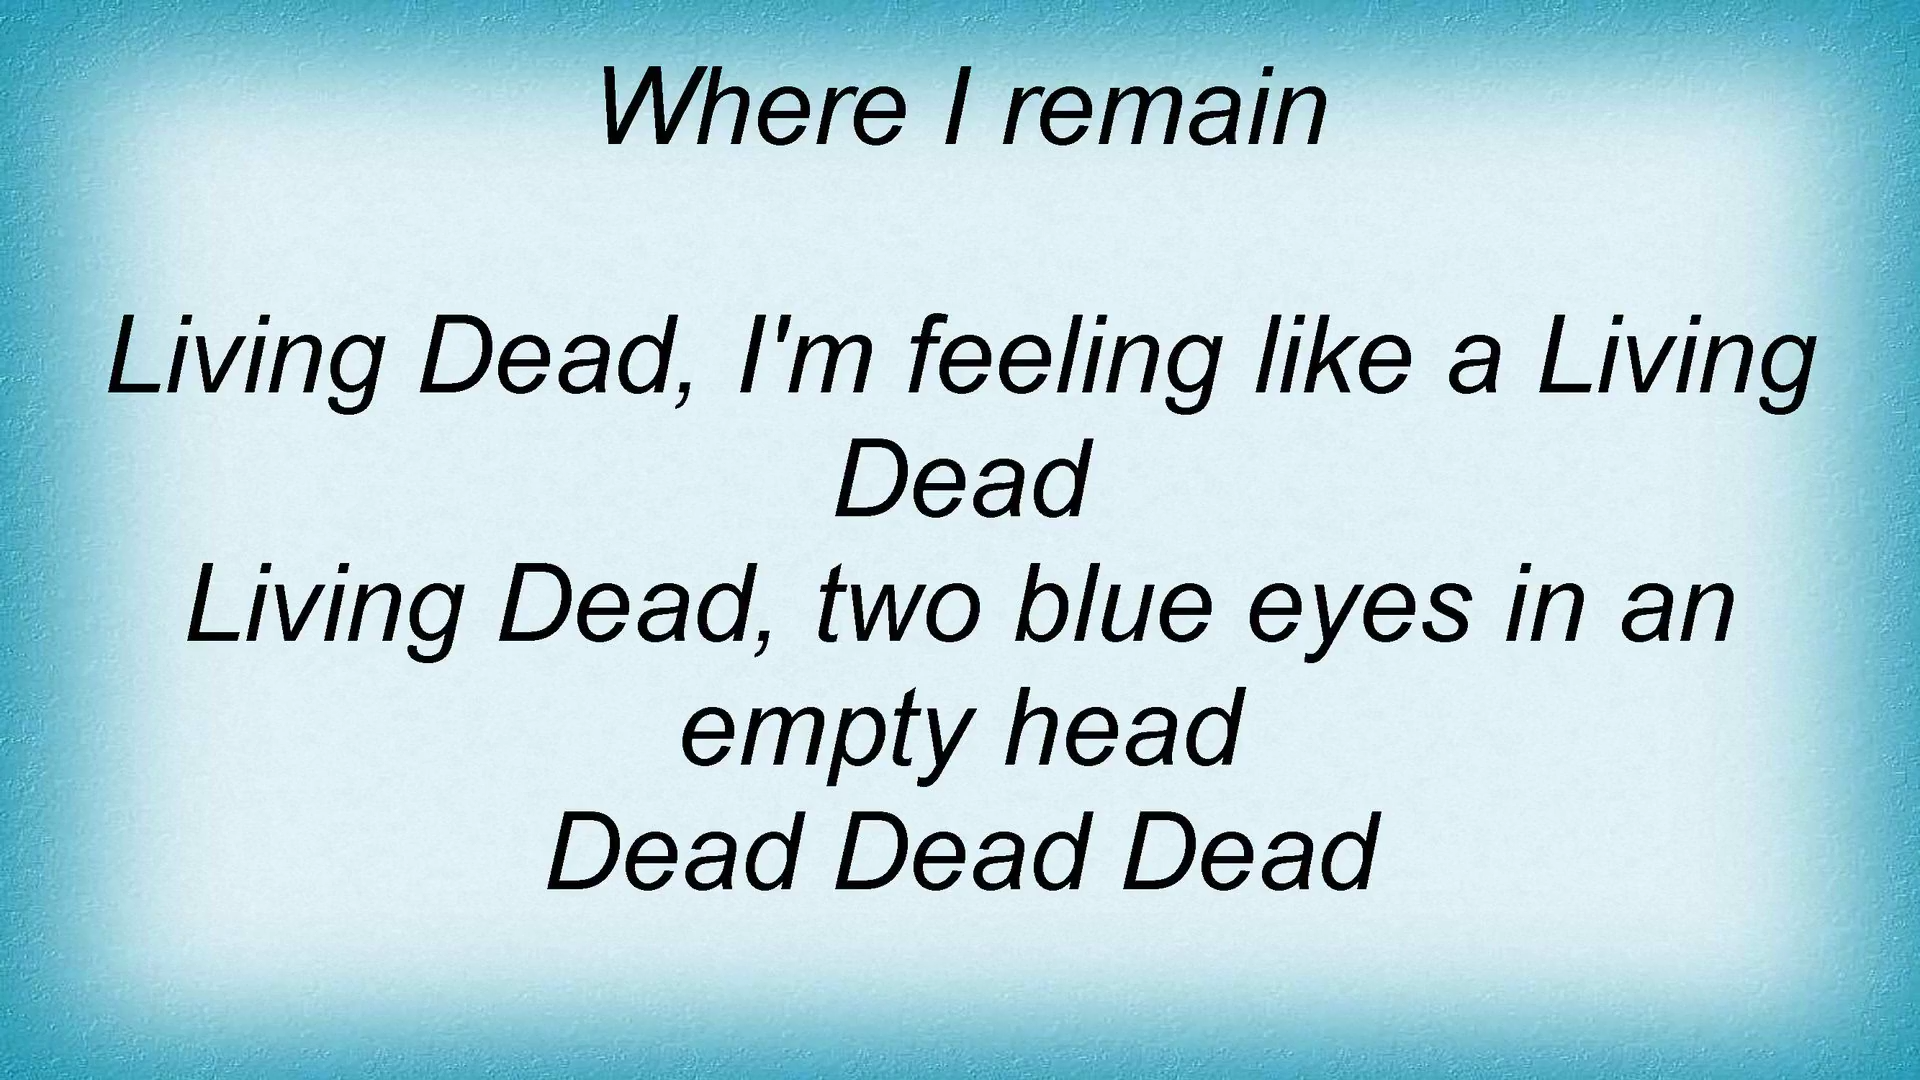 Where I remain
Living Dead, I'm feeling like a Living
Dead
Living Dead, two blue eyes in an
empty head
Dead Dead Dead